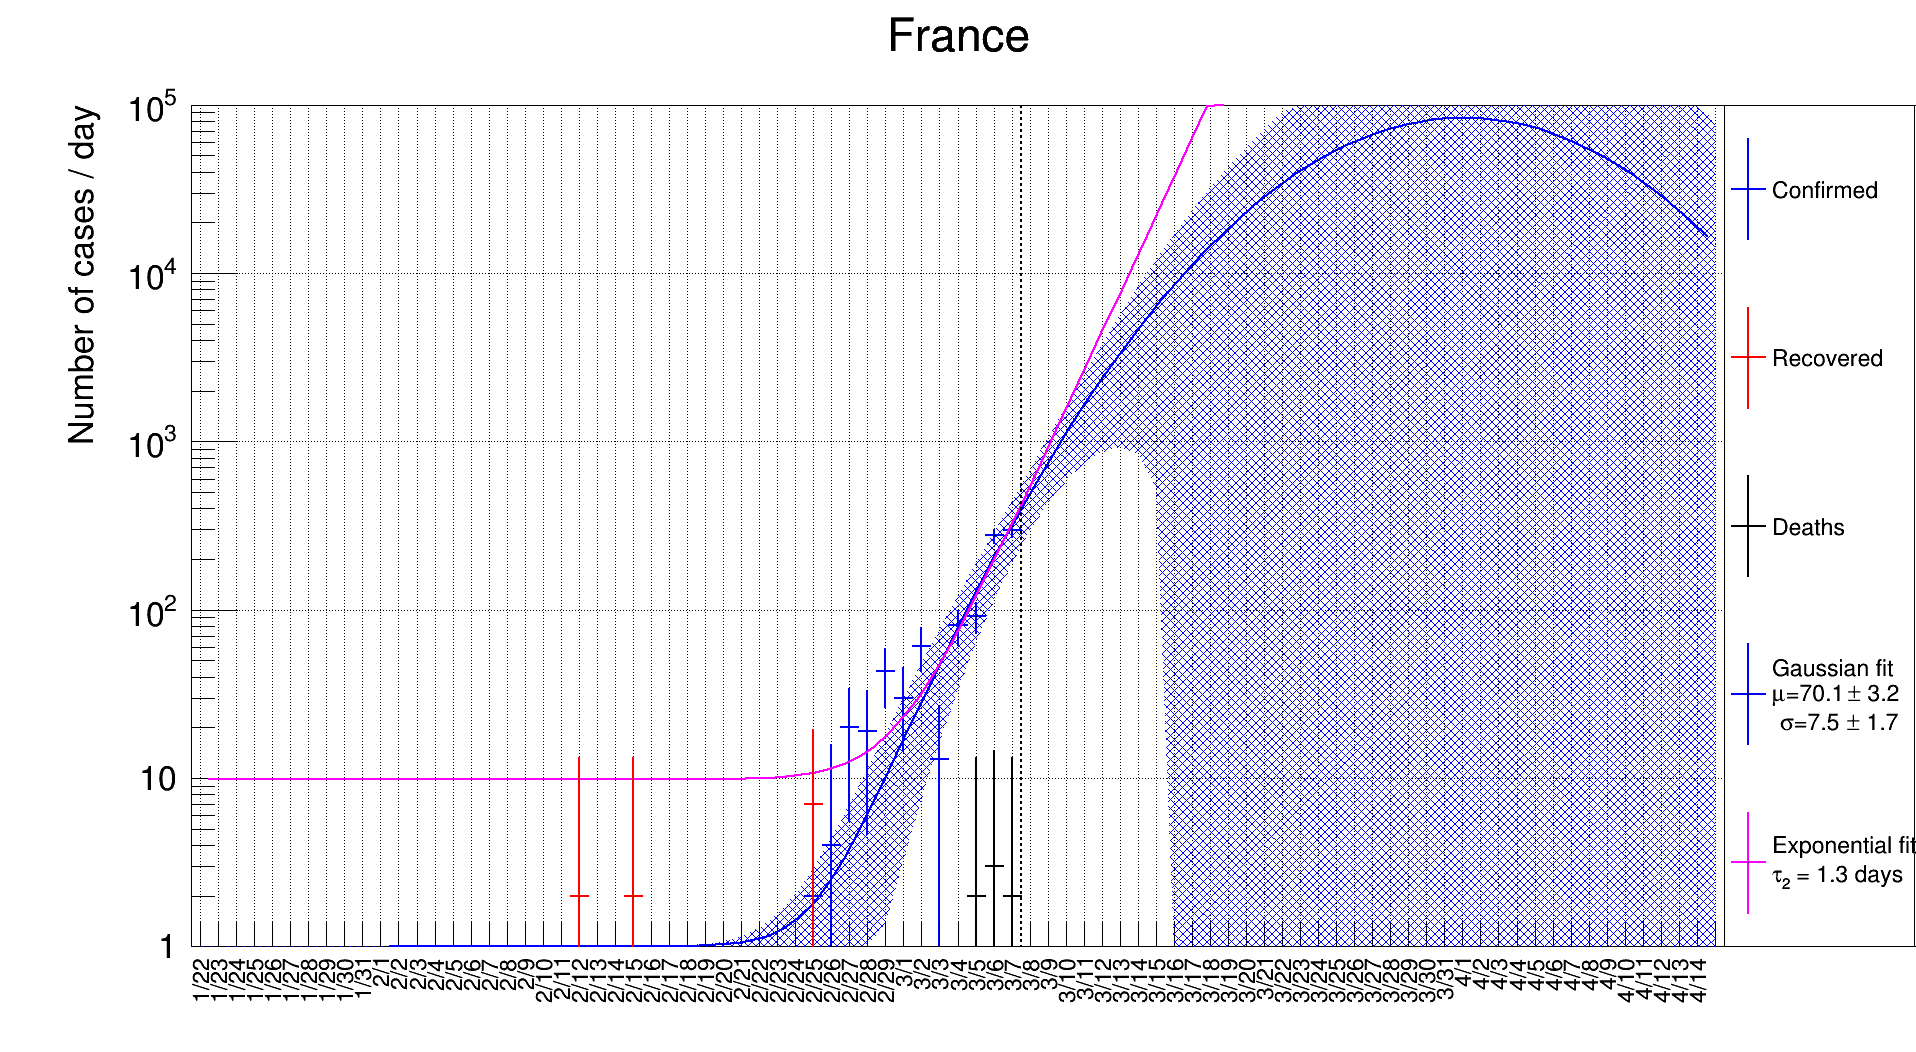 France
Number of cases / day
10⁵
10⁴
10³
10²
10
1
1/22 1/23 1/24 1/25 1/26 1/27 1/28 1/29 1/30 1/31 2/1 2/2 2/3 2/4 2/5 2/6 2/7 2/8 2/9 2/10 2/11 2/12 2/13 2/14 2/15 2/16 2/17 2/18 2/19 2/20 2/21 2/22 2/23 2/24 2/25 2/26 2/27 2/28 2/29 3/1 3/2 3/3 3/4 3/5 3/6 3/7 3/8 3/9 3/10 3/11 3/12 3/13 3/14 3/15 3/16 3/17 3/18 3/19 3/20 3/21 3/22 3/23 3/24 3/25 3/26 3/27 3/28 3/29 3/30 3/31 4/1 4/2 4/3 4/4 4/5 4/6 4/7 4/8 4/9 4/10 4/11 4/12 4/13 4/14
Confirmed
Recovered
Deaths
Gaussian fit
μ=70.1 ± 3.2
σ=7.5 ± 1.7
Exponential fit
τ₂ = 1.3 days